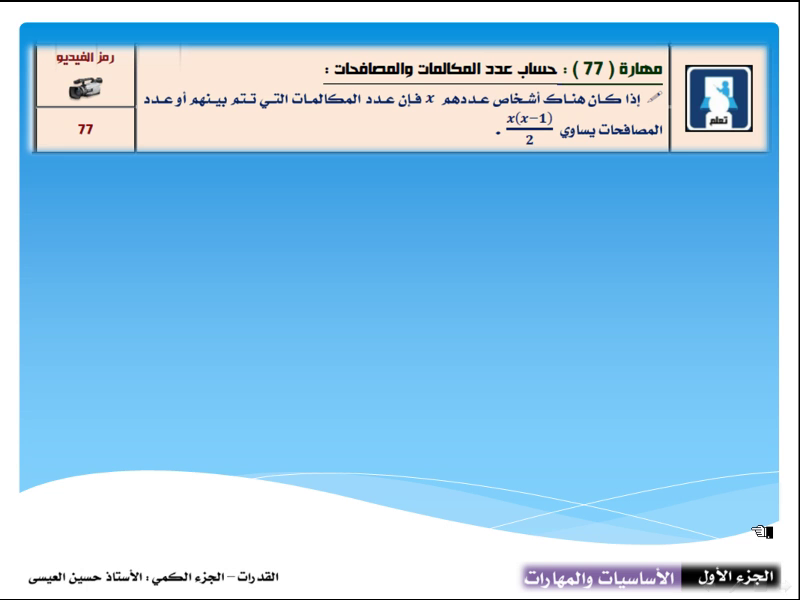 مهارة ( 77 ) : حساب عدد المكالمات والمصافحات :
رمز الفيديو
تعلم
إذا كان هناك أشخاص عددهم x فإن عدد المكالمات التي تتم بينهم أو عدد
المصافحات يساوي x(x−1)/2 .
77
الجزء الأول
الأساسيات والمهارات
القدرات – الجزء الكمي : الأستاذ حسين العيسى